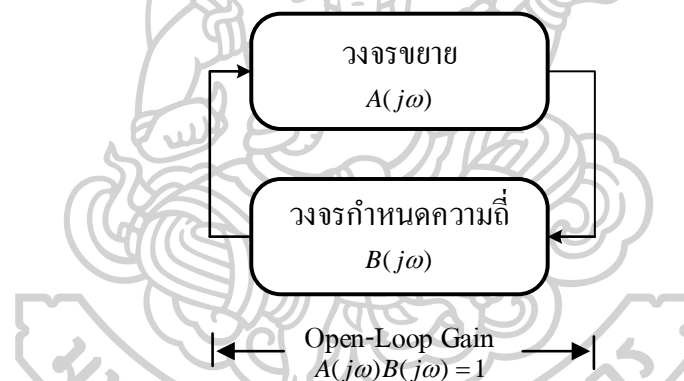 วงจรขยาย
A(jω)
วงจรกำหนดความถี่
B(jω)
Open-Loop Gain
A(jω)B(jω) = 1